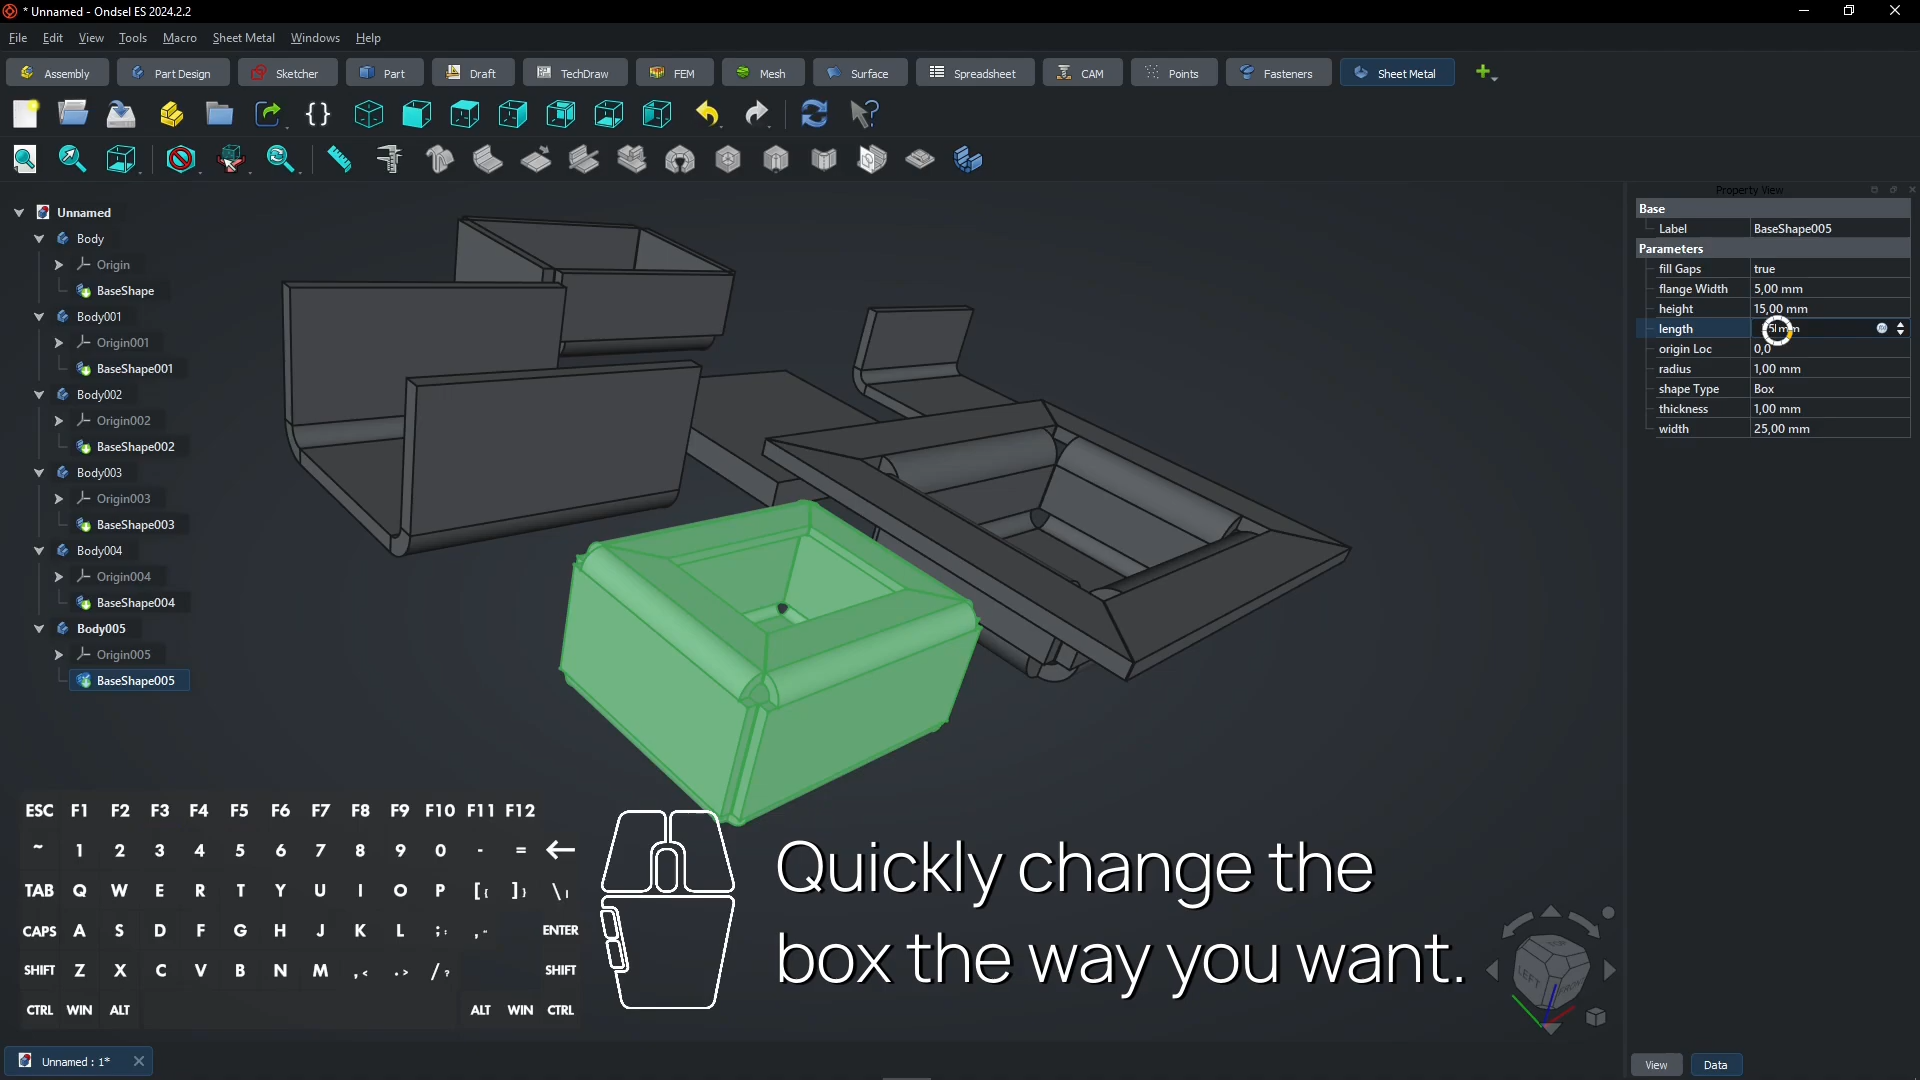 * Unnamed - Ondsel ES 2024.2.2
File Edit View Tools Macro Sheet Metal Windows Help
Assembly Part Design Sketcher Part Draft TechDraw FEM Mesh Surface Spreadsheet CAM Points Fasteners Sheet Metal
Unnamed
Body
Origin
BaseShape
Body001
Origin001
BaseShape001
Body002
Origin002
BaseShape002
Body003
Origin003
BaseShape003
Body004
Origin004
BaseShape004
Body005
Origin005
BaseShape005
Property View
Base
Label BaseShape005
Parameters
fill Gaps true
flange Width 5,00 mm
height 15,00 mm
length
origin Loc 0,0
radius 1,00 mm
shape Type Box
thickness 1,00 mm
width 25,00 mm
ESC F1 F2 F3 F4 F5 F6 F7 F8 F9 F10 F11 F12
~ 1 2 3 4 5 6 7 8 9 0 - = ←
TAB Q W E R T Y U I O P [{ ]} \|
CAPS A S D F G H J K L ;: ,“ ENTER
SHIFT Z X C V B N M ,< .> /? SHIFT
CTRL WIN ALT ALT WIN CTRL
Quickly change the
box the way you want.
LEFT
Unnamed : 1*
View Data